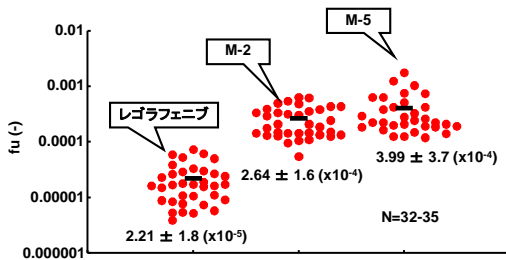 0.01
M-5
M-2
0.001
レゴラフェニブ
fu (-)
0.0001
3.99 ± 3.7 (x10-4)
2.64 ± 1.6 (x10-4)
0.00001
N=32-35
2.21 ± 1.8 (x10-5)
0.000001